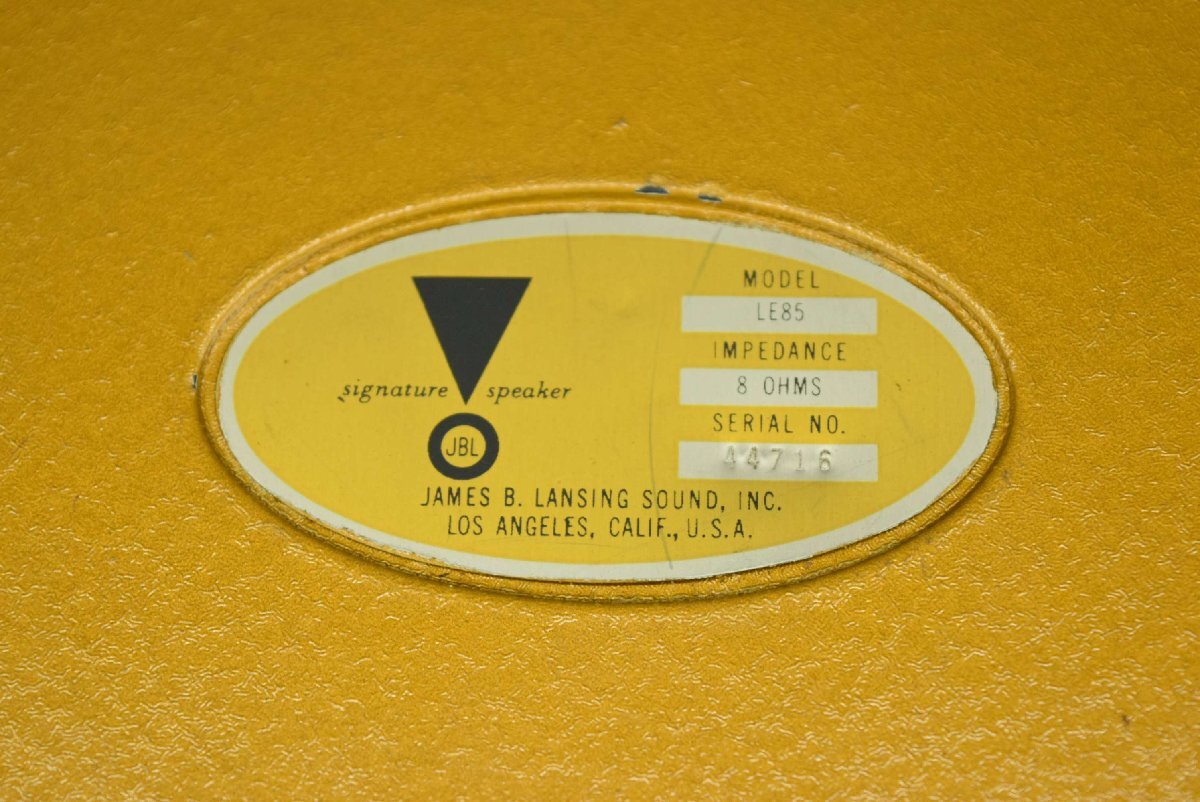 signature speaker
JBL
MODEL
LE85
IMPEDANCE
8 OHMS
SERIAL NO.
44716
JAMES B. LANSING SOUND, INC.
LOS ANGELES, CALIF., U.S.A.